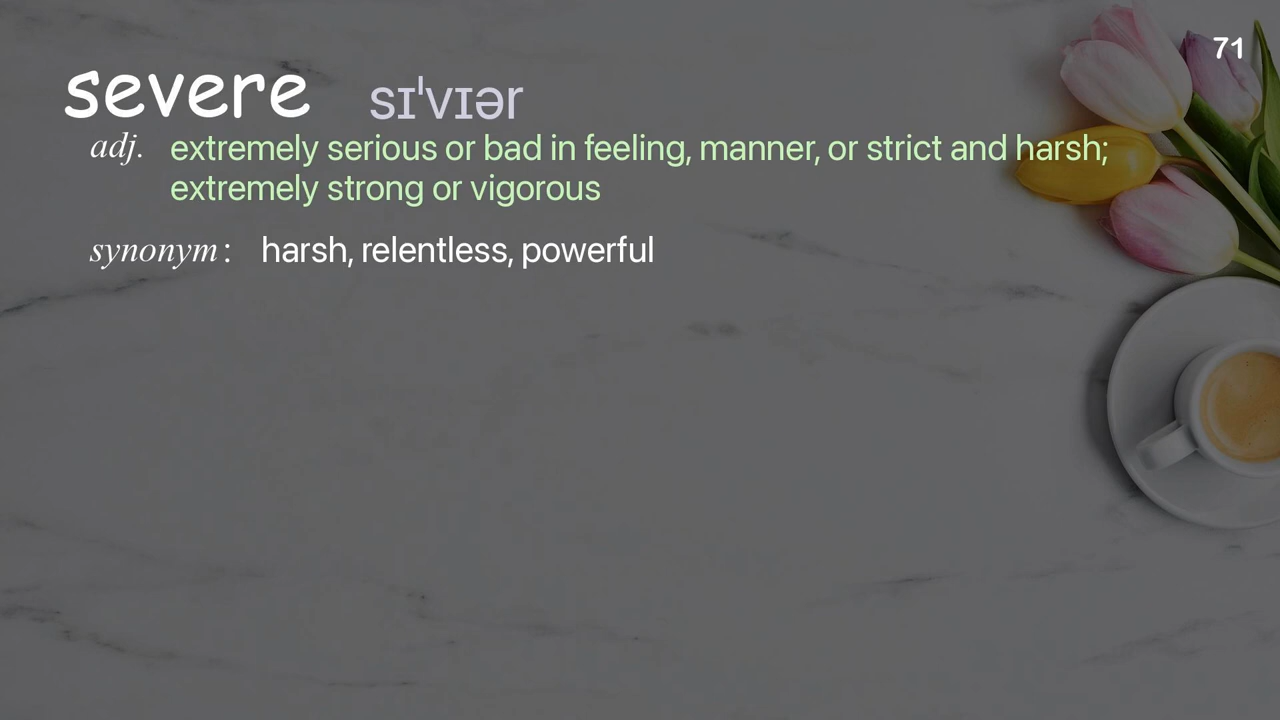 71
severe sɪˈvɪər
adj. extremely serious or bad in feeling, manner, or strict and harsh;
extremely strong or vigorous
synonym : harsh, relentless, powerful